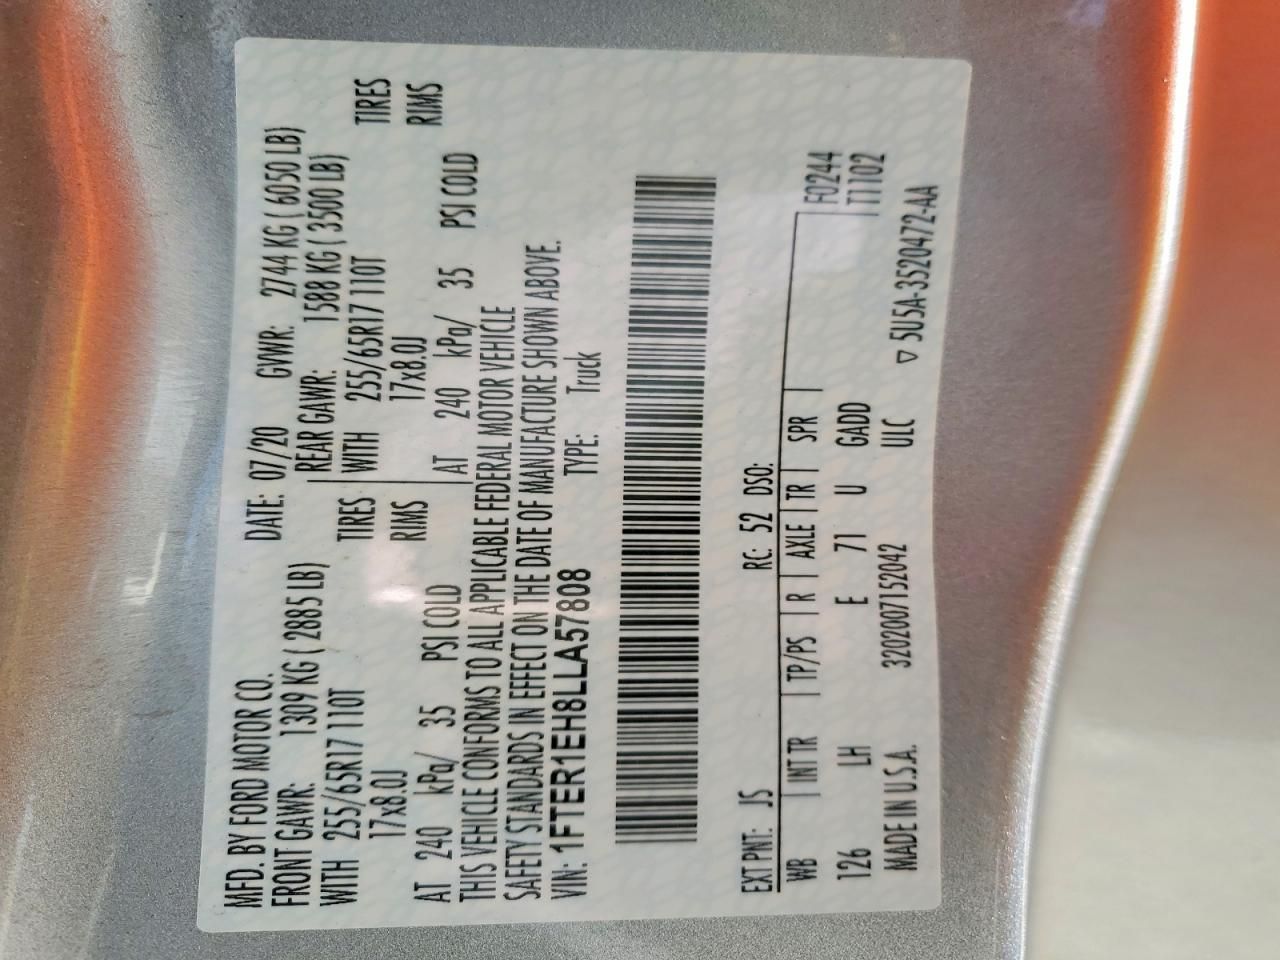 MFD. BY FORD MOTOR CO.
DATE: 07/20 GVWR: 2744 KG ( 6050 LB)
FRONT GAWR: 1309 KG ( 2885 LB)
REAR GAWR: 1588 KG ( 3500 LB)
WITH 255/65R17 110T TIRES
WITH 255/65R17 110T TIRES
17x8.0J RIMS
17x8.0J RIMS
AT 240 kPa/ 35 PSI COLD
AT 240 kPa/ 35 PSI COLD
THIS VEHICLE CONFORMS TO ALL APPLICABLE FEDERAL MOTOR VEHICLE
SAFETY STANDARDS IN EFFECT ON THE DATE OF MANUFACTURE SHOWN ABOVE.
VIN: 1FTER1EH8LLA57808 TYPE: Truck
EXT PNT: JS RC: 52 DSO:
WB | INT TR | TP/PS | R | AXLE | TR | SPR | F0244
126 LH E 71 U GADD T1102
MADE IN U.S.A. 3202007152042 ULC ▽ 5U5A-3520472-AA